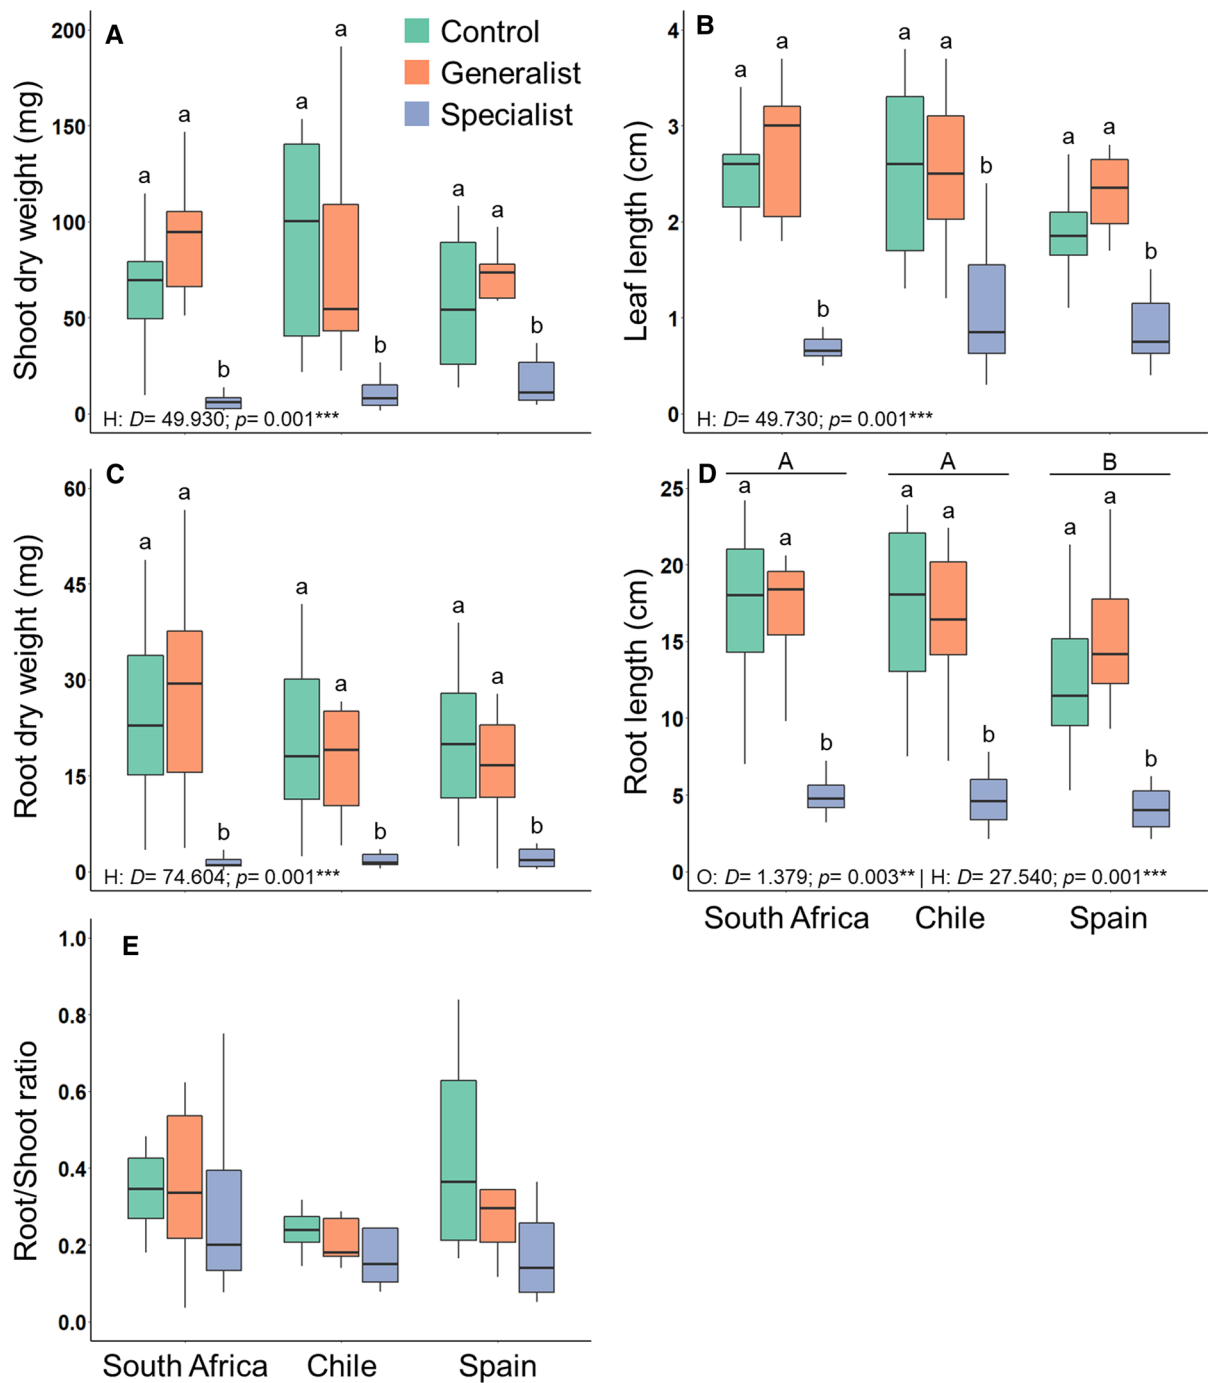 A
Control
Generalist
Specialist
Shoot dry weight (mg)
200
150
100
50
0
a
a
b
a
a
b
a
a
b
H: D= 49.930; p= 0.001***
B
Leaf length (cm)
4
3
2
1
0
a
a
b
a
a
b
a
a
b
H: D= 49.730; p= 0.001***
C
Root dry weight (mg)
60
45
30
15
0
a
a
b
a
a
b
a
a
b
H: D= 74.604; p= 0.001***
D
A
A
B
Root length (cm)
25
20
15
10
5
0
a
a
b
a
a
b
a
a
b
O: D= 1.379; p= 0.003** | H: D= 27.540; p= 0.001***
South Africa
Chile
Spain
E
Root/Shoot ratio
1.0
0.8
0.6
0.4
0.2
0.0
South Africa
Chile
Spain